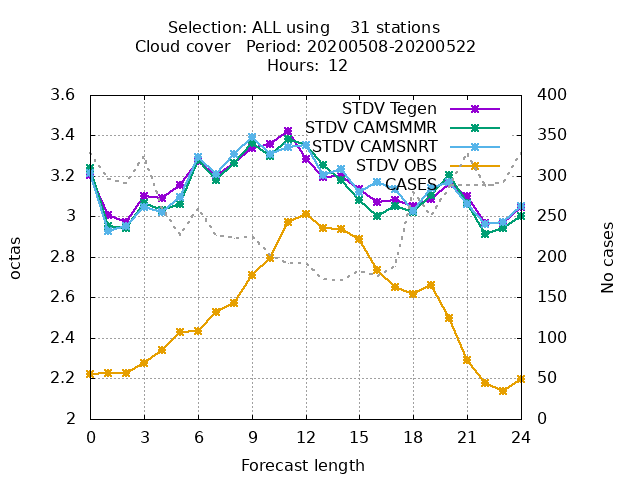 Selection: ALL using    31 stations
Cloud cover   Period: 20200508-20200522
Hours:  12
3.6
3.4
3.2
3
2.8
2.6
2.4
2.2
2
octas
400
350
300
250
200
150
100
50
0
No cases
STDV Tegen
STDV CAMSMMR
STDV CAMSNRT
STDV OBS
CASES
0 3 6 9 12 15 18 21 24
Forecast length